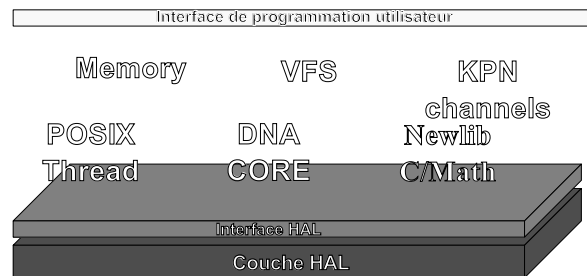 Interface de programmation utilisateur
Memory
VFS
KPN
channels
POSIX
Thread
DNA
CORE
Newlib
C/Math
Interface HAL
Couche HAL